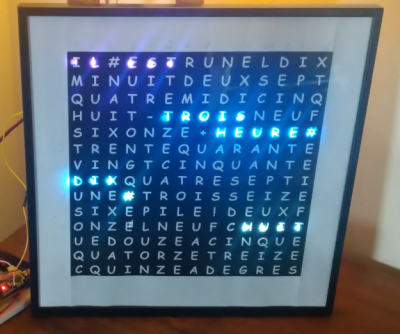 IL#ESTRUNELDIX
MINUITDEUXSEPT
QUATREMIDICINQ
HUIT-TROISNEUF
SIXONZE+HEURE#
TRENTEQUARANTE
VINGTCINQUANTE
DIXQUATRESEPTI
UNE#TROISSEIZE
SIXEPILE!DEUXF
ONZELNEUFCHUIT
UEDOUZEACINQUE
QUATORZETREIZE
CQUINZEADEGRES